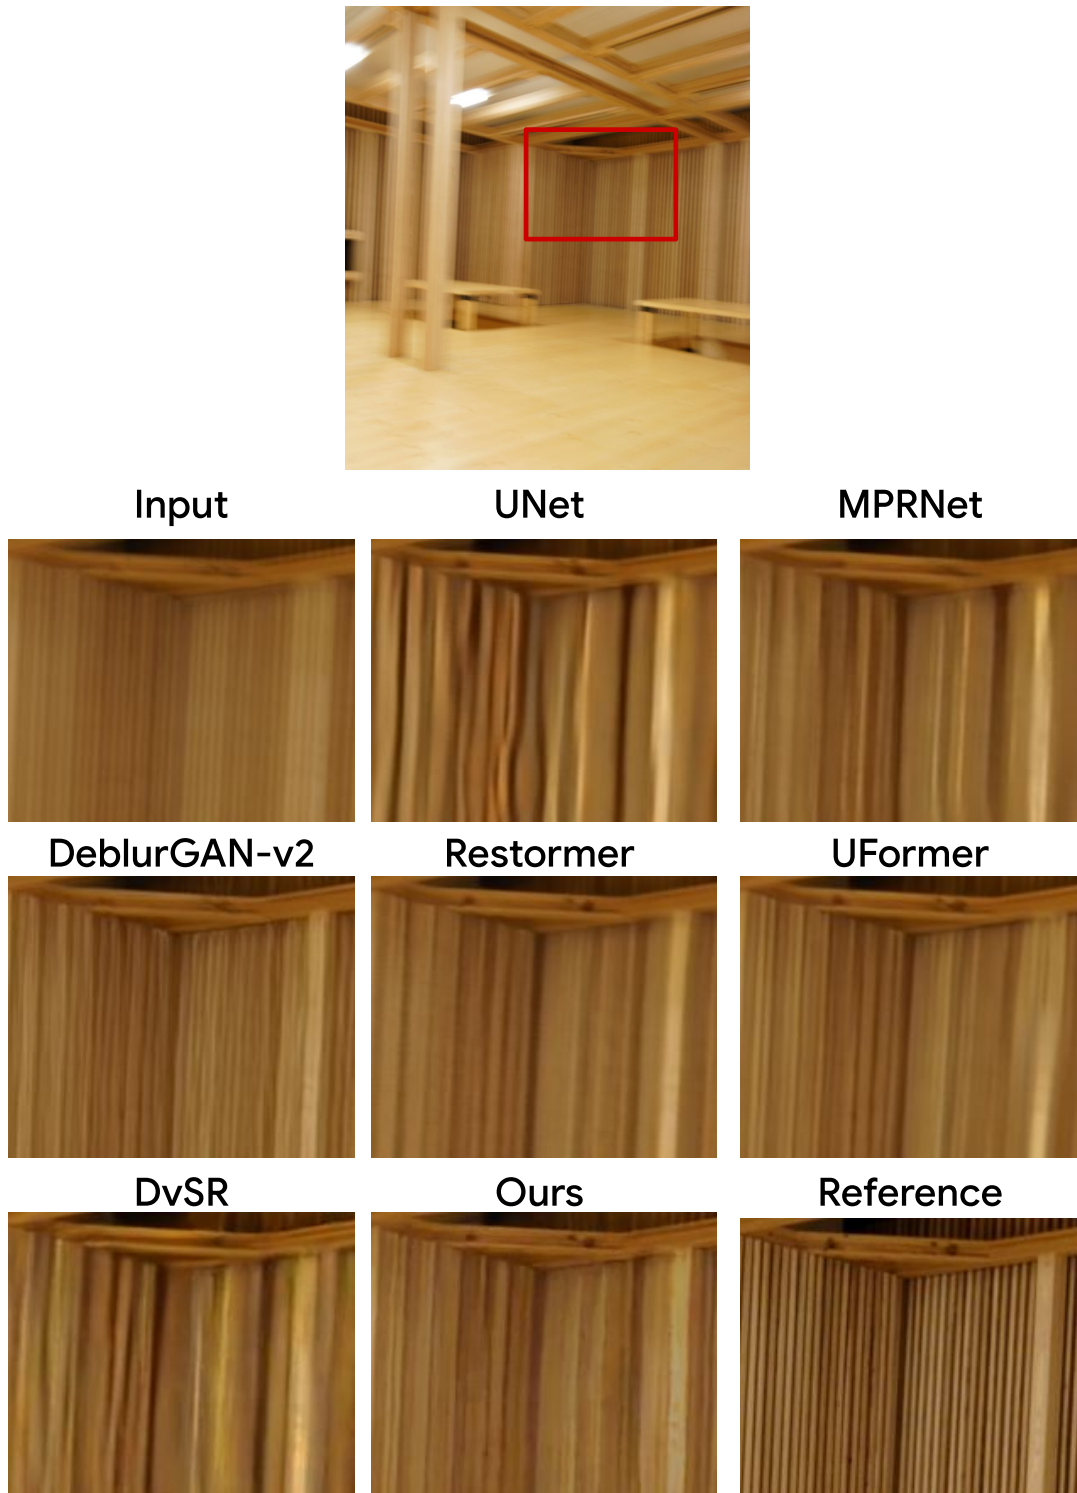 Input
UNet
MPRNet
DeblurGAN-v2
Restormer
UFormer
DvSR
Ours
Reference